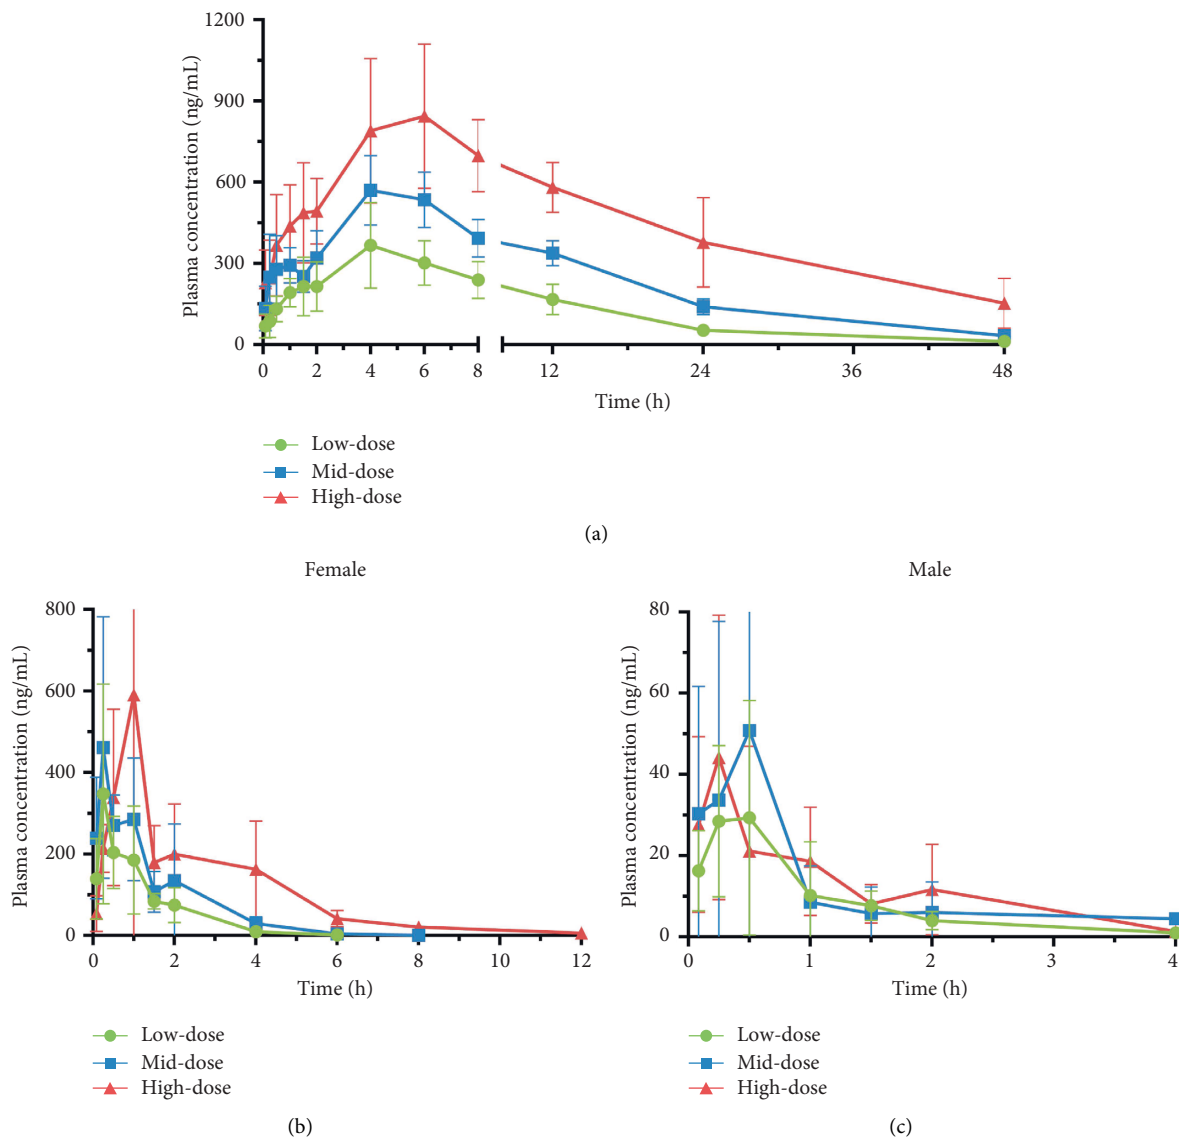 1200
900
600
300
0
Plasma concentration (ng/mL)
0 2 4 6 8 12 24 36 48
Time (h)
Low-dose
Mid-dose
High-dose
(a)
Female
800
600
400
200
0
Plasma concentration (ng/mL)
0 2 4 6 8 10 12
Time (h)
Low-dose
Mid-dose
High-dose
(b)
Male
80
60
40
20
0
Plasma concentration (ng/mL)
0 1 2 3 4
Time (h)
Low-dose
Mid-dose
High-dose
(c)